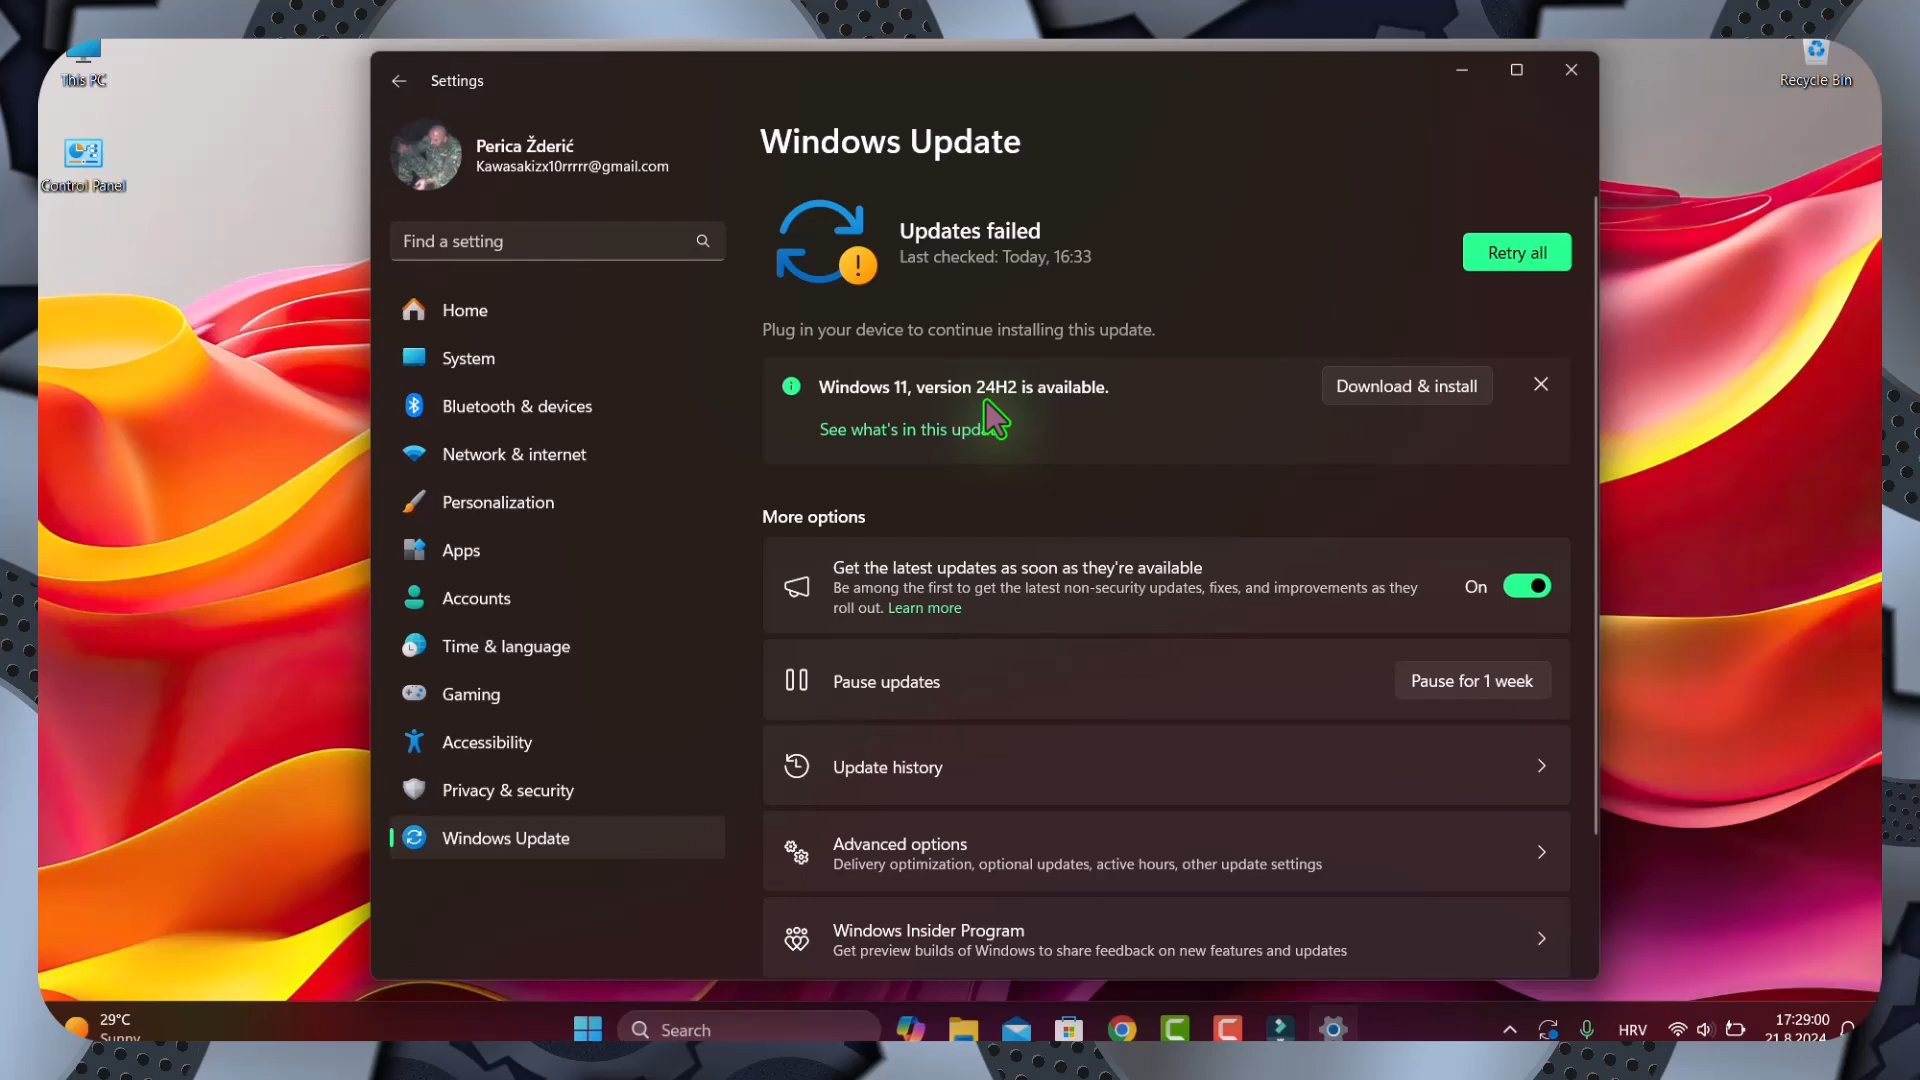 This PC
Control Panel
Recycle Bin
Settings
Perica Žderić
Kawasakizx10rrrrr@gmail.com
Find a setting
Home
System
Bluetooth & devices
Network & internet
Personalization
Apps
Accounts
Time & language
Gaming
Accessibility
Privacy & security
Windows Update
Windows Update
Updates failed
Last checked: Today, 16:33
Retry all
Plug in your device to continue installing this update.
Windows 11, version 24H2 is available.
Download & install
See what's in this
More options
Get the latest updates as soon as they're available
Be among the first to get the latest non-security updates, fixes, and improvements as they
roll out. Learn more
On
Pause updates
Pause for 1 week
Update history
Advanced options
Delivery optimization, optional updates, active hours, other update settings
Windows Insider Program
Get preview builds of Windows to share feedback on new features and updates
29°C
Sunny
Search
HRV
17:29:00
21.8.2024